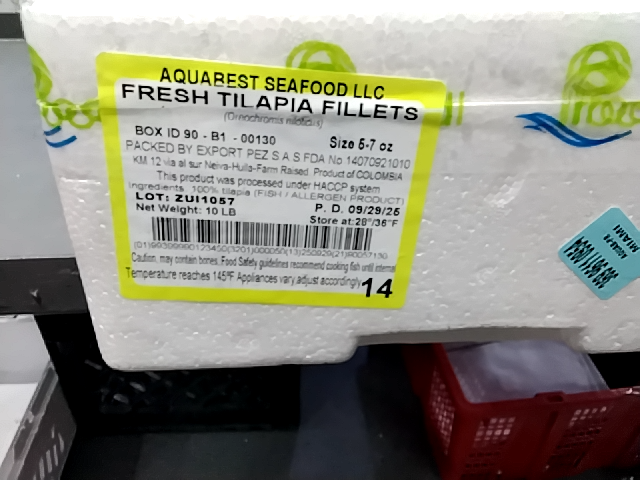 AQUABEST SEAFOOD LLC
FRESH TILAPIA FILLETS
BOX ID 90 - B1 - 00130 Size 5-7 oz
PACKED BY EXPORT PEZ S A S FDA No 14070921010
KM 12 via al sur Neiva-Huila-Farm Raised Product of COLOMBIA
This product was processed under HACCP system
Ingredients 100% tilapia (FISH / ALLERGEN PRODUCT)
LOT: ZUI1057 P. D. 09/29/25
Net Weight: 10 LB Store at:28°/36°F
Caution, may contain bones. Food Safety guidelines recommend cooking fish until internal
Temperature reaches 145°F Appliances vary adjust accordingly
14
MIAMI